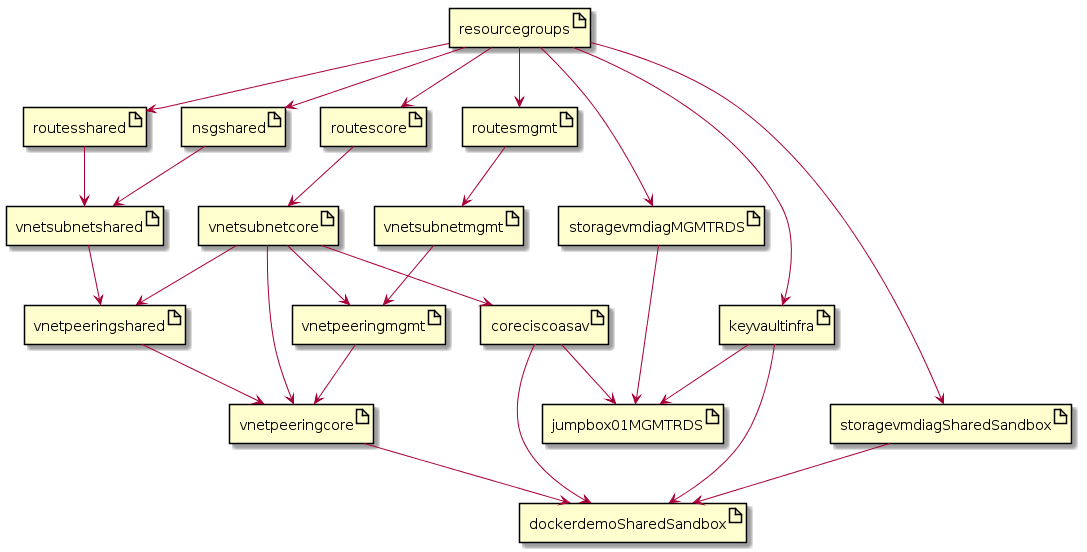 resourcegroups
routesshared
nsgshared
routescore
routesmgmt
vnetsubnetshared
vnetsubnetcore
vnetsubnetmgmt
storagevmdiagMGMTRDS
vnetpeeringshared
vnetpeeringmgmt
coreciscoasav
keyvaultinfra
vnetpeeringcore
jumpbox01MGMTRDS
storagevmdiagSharedSandbox
dockerdemoSharedSandbox